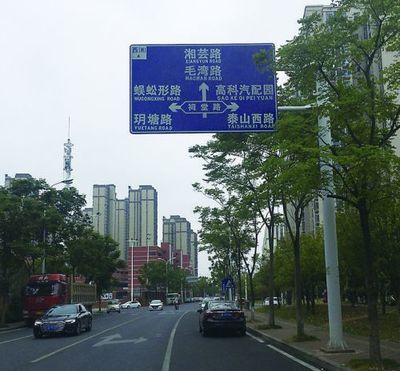 西(W)
湘芸路
XIANGYUN ROAD
毛湾路
MAOWAN ROAD
蜈蚣形路
WUGONGXING ROAD
高科汽配园
GAO KE QI PEI YUAN
祠堂路
玥塘路
YUETANG ROAD
泰山西路
TAISHANXI ROAD